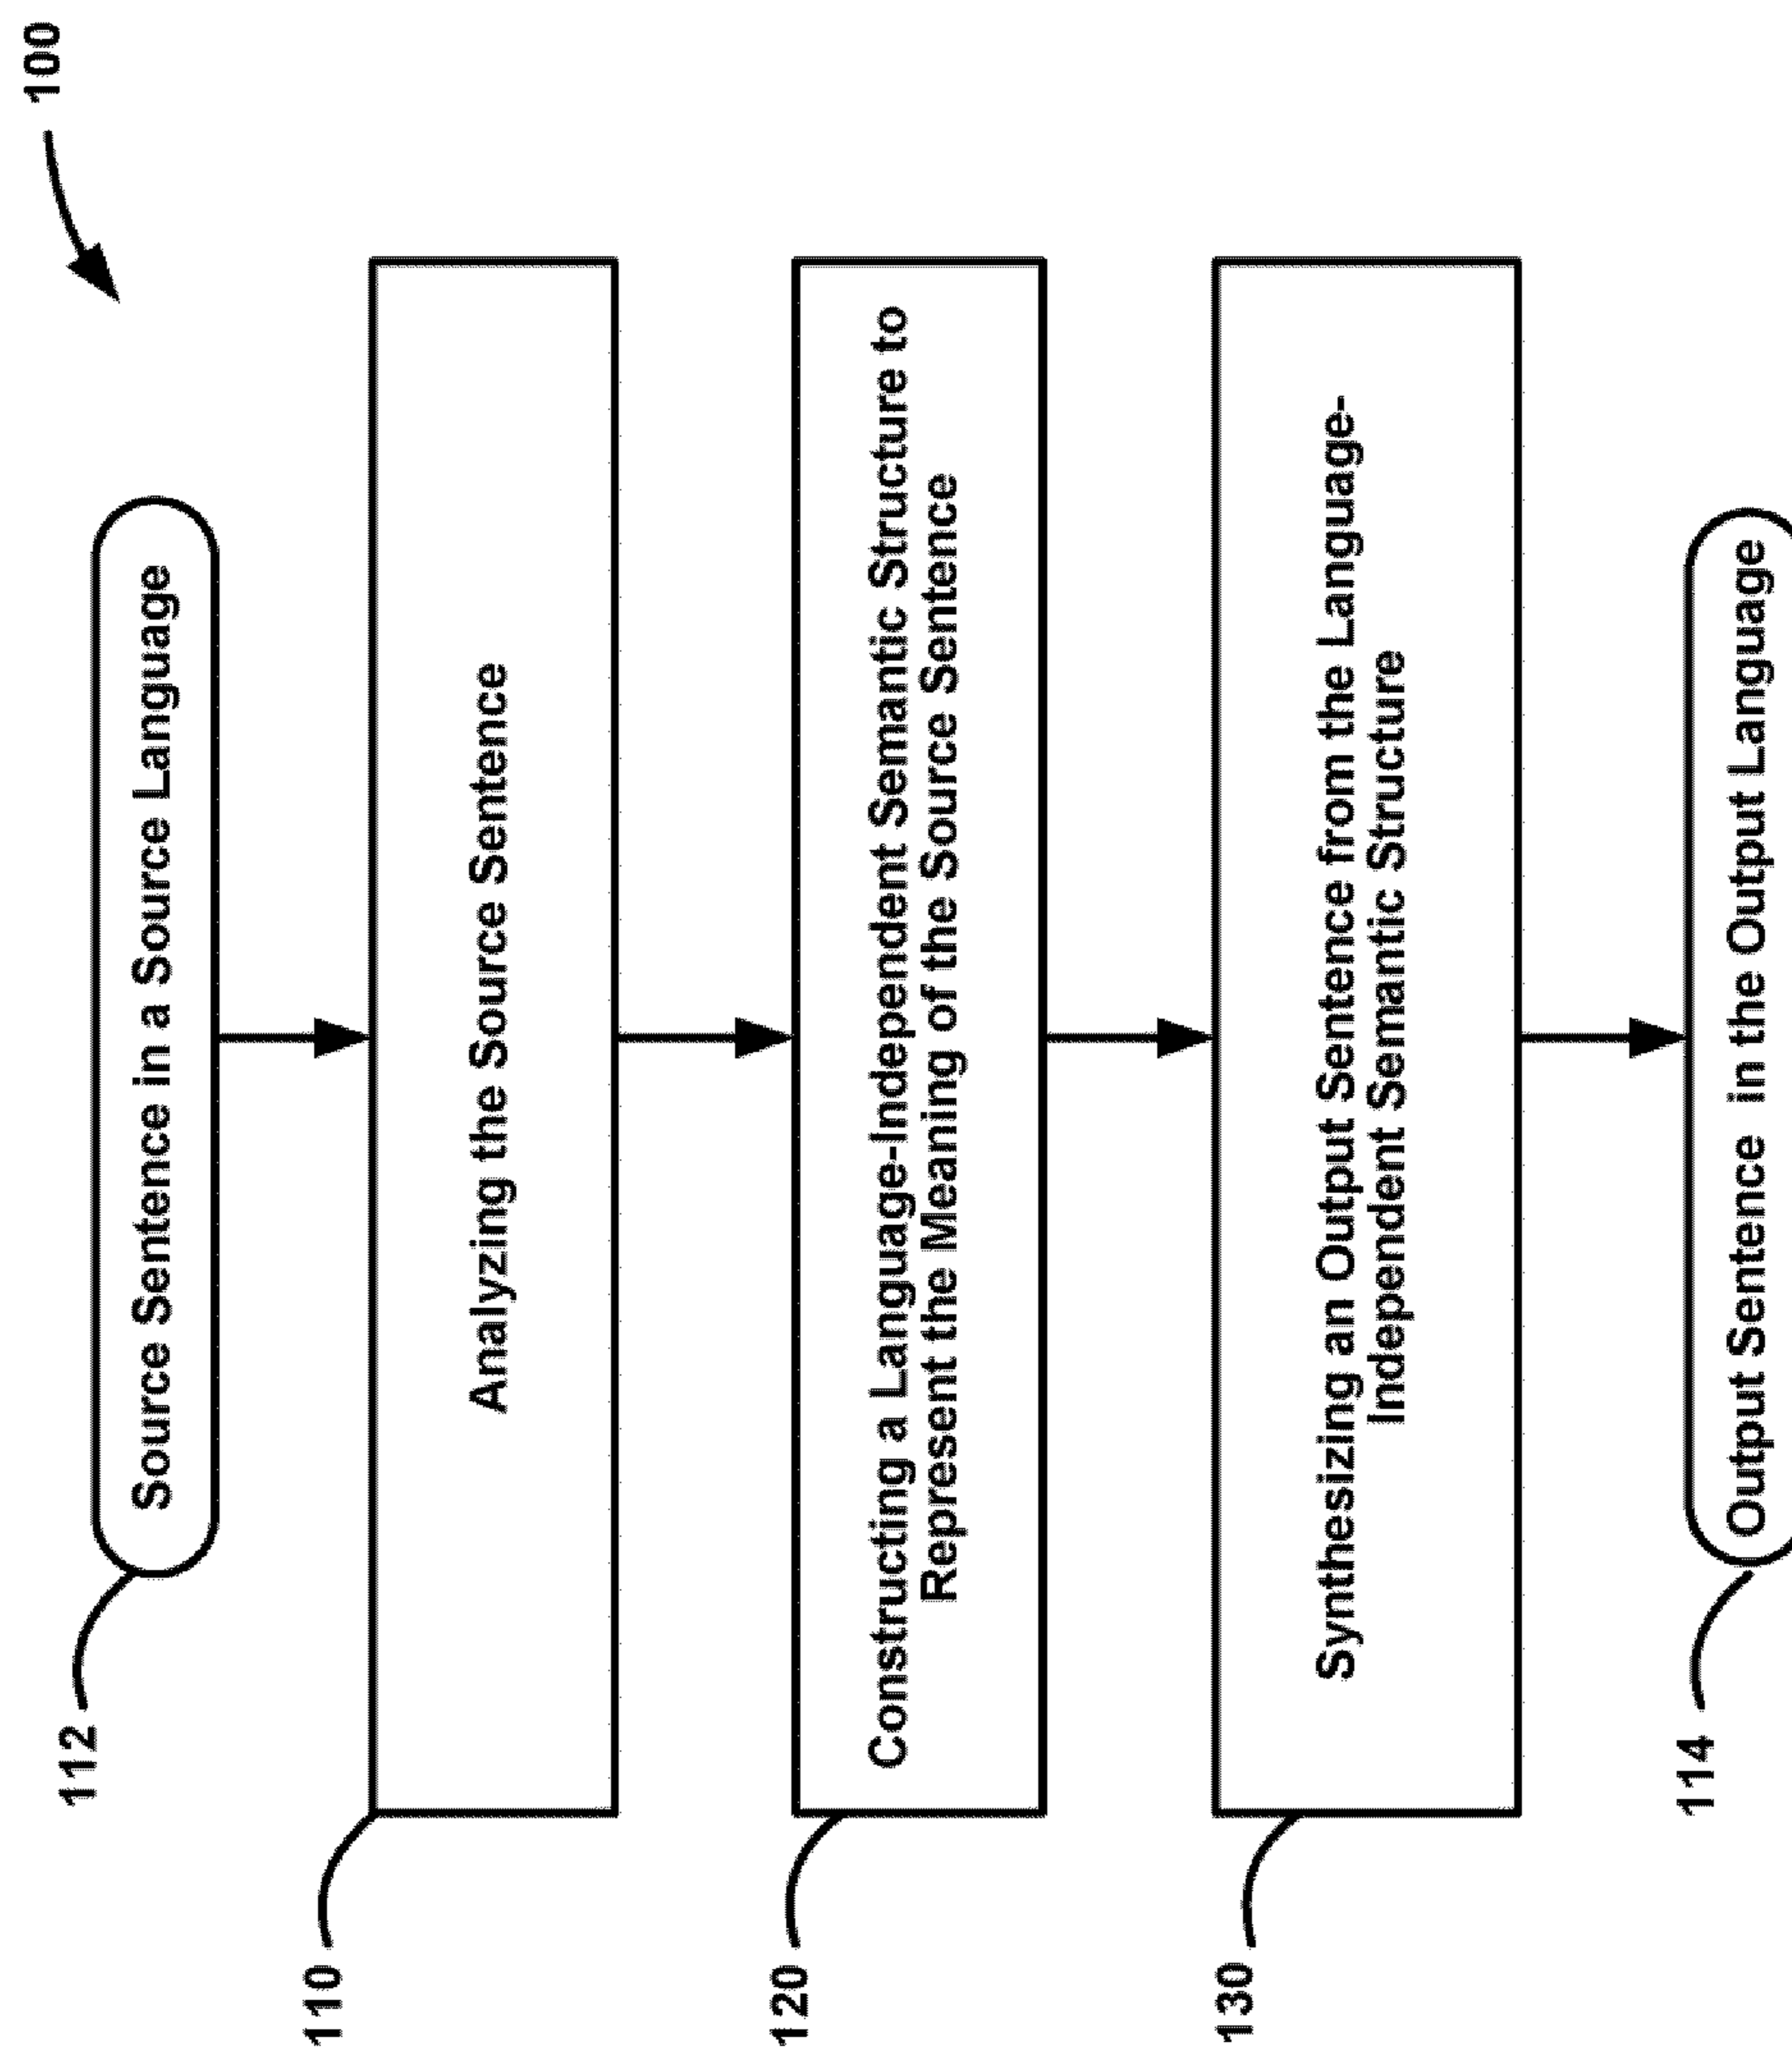 100
112
Source Sentence in a Source Language
110
Analyzing the Source Sentence
120
Constructing a Language-Independent Semantic Structure to
Represent the Meaning of the Source Sentence
130
Synthesizing an Output Sentence from the Language-
Independent Semantic Structure
114
Output Sentence in the Output Language